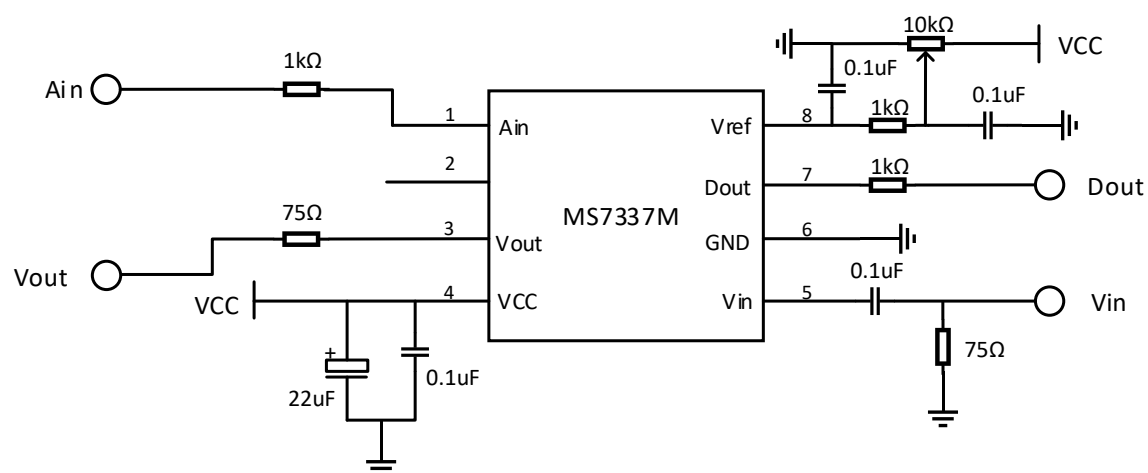 10kΩ
VCC
1kΩ
0.1uF
0.1uF
Ain
1kΩ
1
Ain
Vref
8
2
1kΩ
MS7337M
Dout
7
Dout
75Ω
3
Vout
GND
6
Vout
0.1uF
VCC
4
VCC
Vin
5
Vin
+
75Ω
22uF
0.1uF